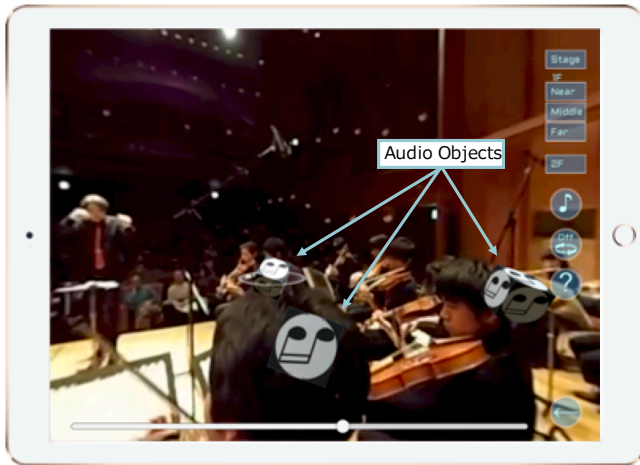 Stage
1F
Near
Middle
Far
Audio Objects
2F
Off
?